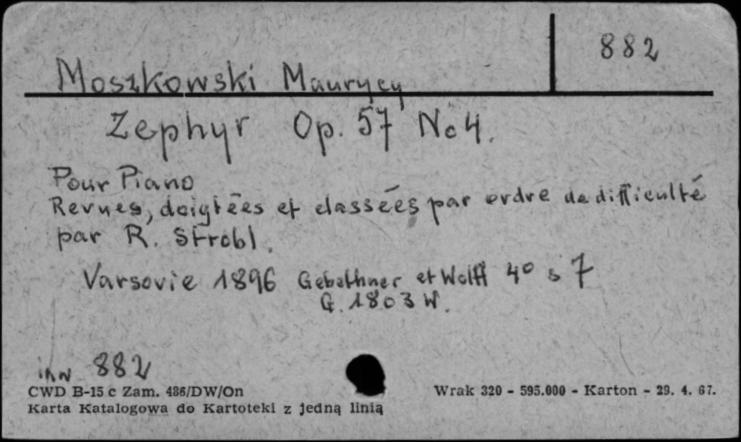 882
Moszkowski Maurycy
Zephyr Op. 57 No 4.
Pour Piano
Revues, doigtées et classées par ordre de difficulté
par R. Strobl.
Varsovie 1896 Gebethner et Wolff 4° s 7
G. 1803 W.
inw 882
CWD B-15 c Zam. 486/DW/On
Wrak 320 - 595.000 - Karton - 29. 4. 67.
Karta Katalogowa do Kartoteki z jedną linią